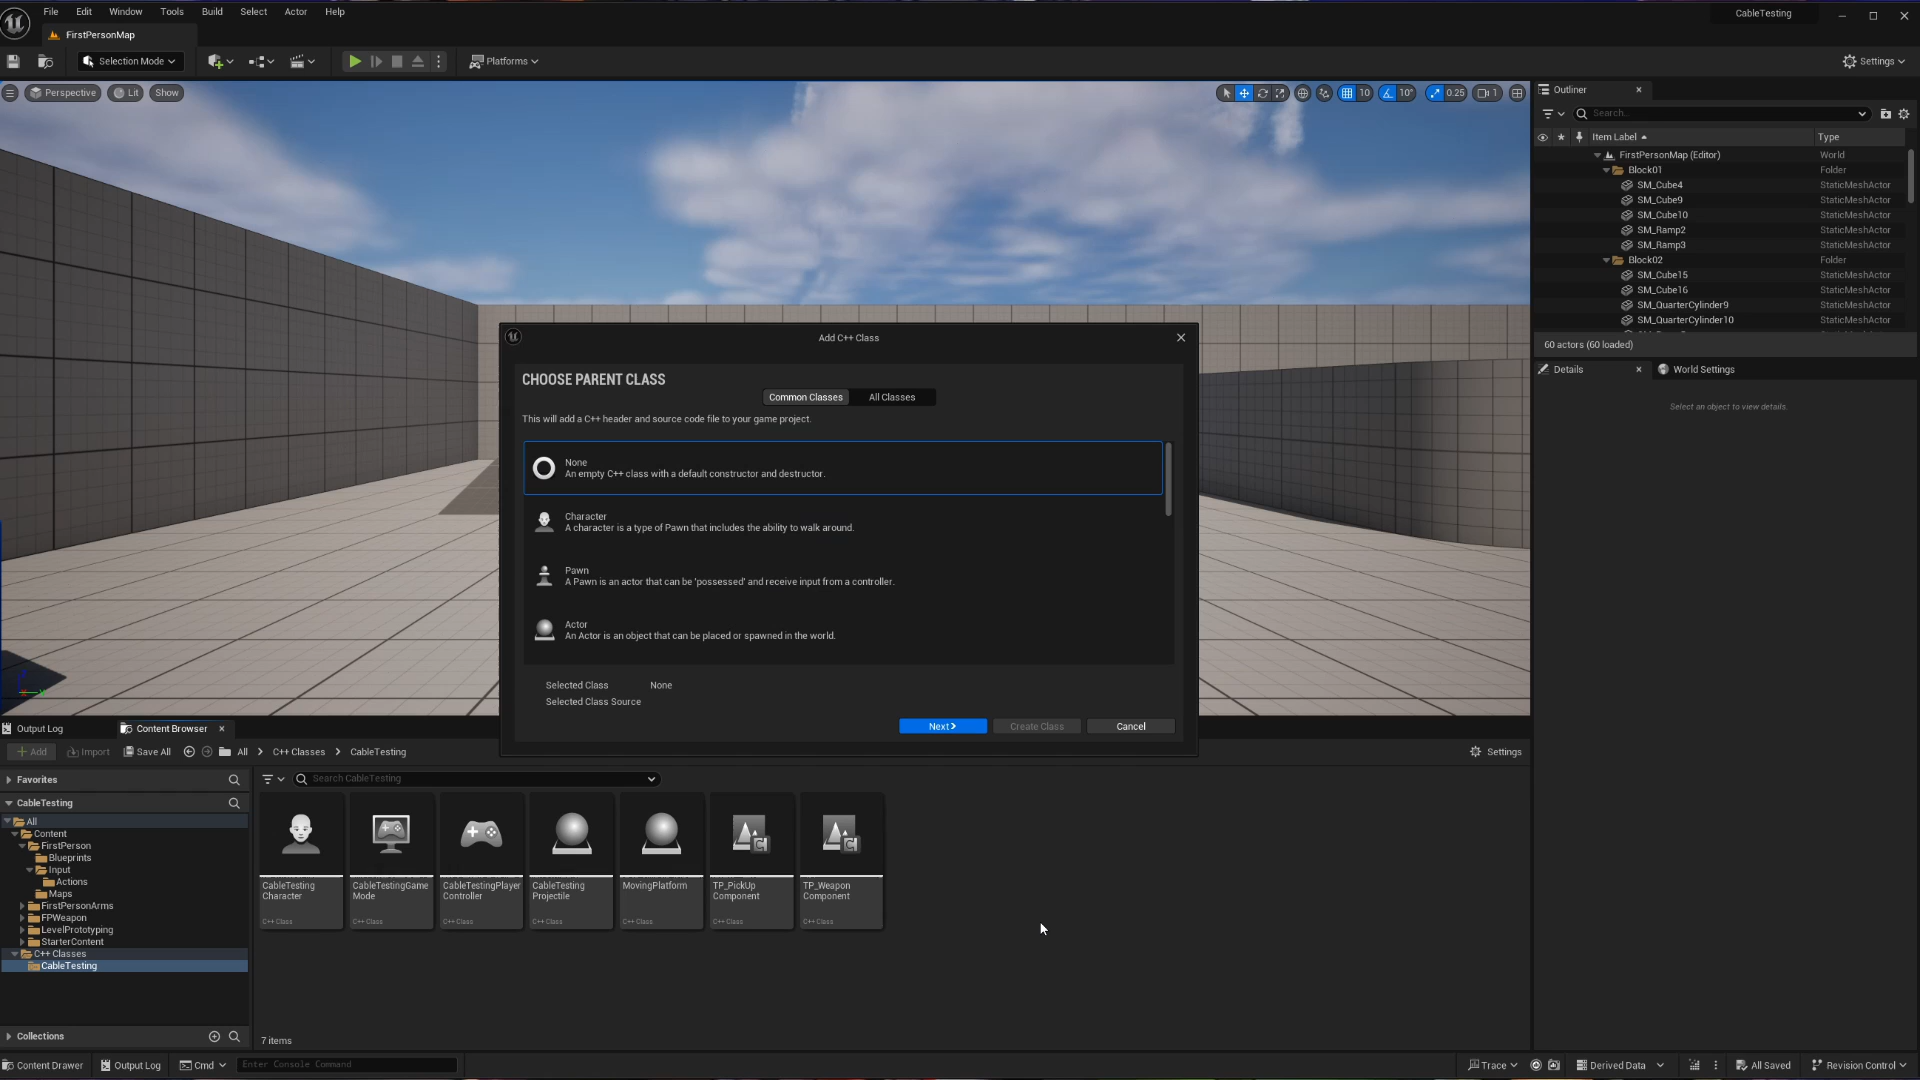 File Edit Window Tools Build Select Actor Help
CableTesting
FirstPersonMap
Selection Mode
Platforms
Settings
Perspective
Lit
Show
10
10°
0.25
1
Outliner
Search...
Item Label
Type
FirstPersonMap (Editor) World
Block01 Folder
SM_Cube4 StaticMeshActor
SM_Cube9 StaticMeshActor
SM_Cube10 StaticMeshActor
SM_Ramp2 StaticMeshActor
SM_Ramp3 StaticMeshActor
Block02 Folder
SM_Cube15 StaticMeshActor
SM_Cube16 StaticMeshActor
SM_QuarterCylinder9 StaticMeshActor
SM_QuarterCylinder10 StaticMeshActor
60 actors (60 loaded)
Details
World Settings
Select an object to view details.
Add C++ Class
CHOOSE PARENT CLASS
Common Classes
All Classes
This will add a C++ header and source code file to your game project.
None
An empty C++ class with a default constructor and destructor.
Character
A character is a type of Pawn that includes the ability to walk around.
Pawn
A Pawn is an actor that can be 'possessed' and receive input from a controller.
Actor
An Actor is an object that can be placed or spawned in the world.
Selected Class None
Selected Class Source
Next
Create Class
Cancel
Output Log
Content Browser
Add
Import
Save All
All
C++ Classes
CableTesting
Settings
Favorites
CableTesting
All
Content
FirstPerson
Blueprints
Input
Actions
Maps
FirstPersonArms
FPWeapon
LevelPrototyping
StarterContent
C++ Classes
CableTesting
Collections
Search CableTesting
CableTesting
Character
C++ Class
CableTestingGame
Mode
C++ Class
CableTestingPlayer
Controller
C++ Class
CableTesting
Projectile
C++ Class
MovingPlatform
C++ Class
TP_PickUp
Component
C++ Class
TP_Weapon
Component
C++ Class
7 items
Content Drawer
Output Log
Cmd
Enter Console Command
Trace
Derived Data
All Saved
Revision Control